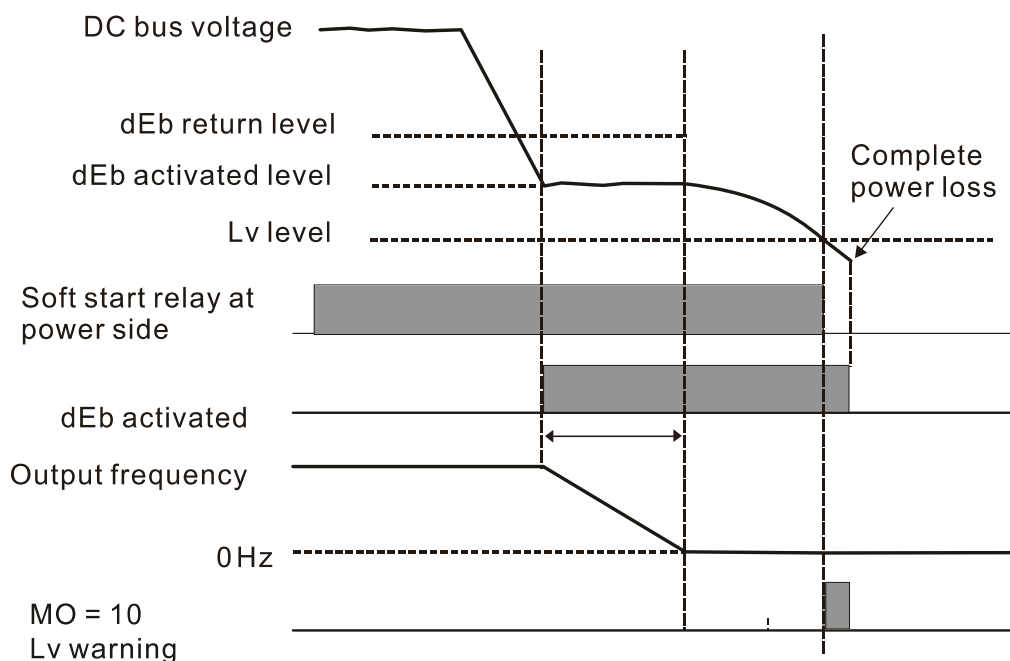 DC bus voltage
dEb return level
dEb activated level
Complete
power loss
Lv level
Soft start relay at
power side
dEb activated
Output frequency
0 Hz
MO = 10
Lv warning